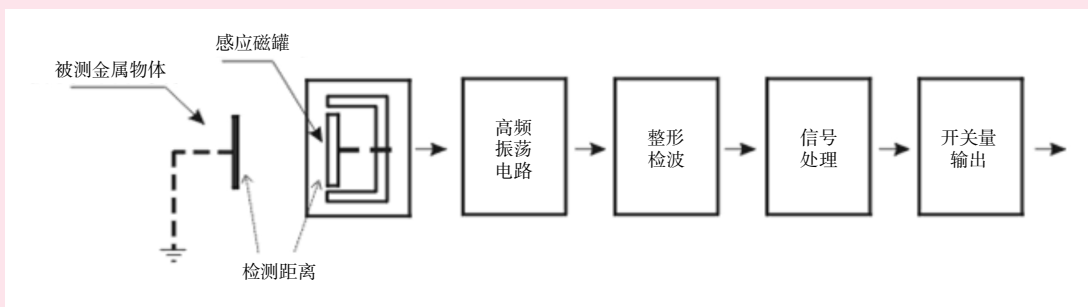 感应磁罐
被测金属物体
高频
振荡
电路
整形
检波
信号
处理
开关量
输出
检测距离